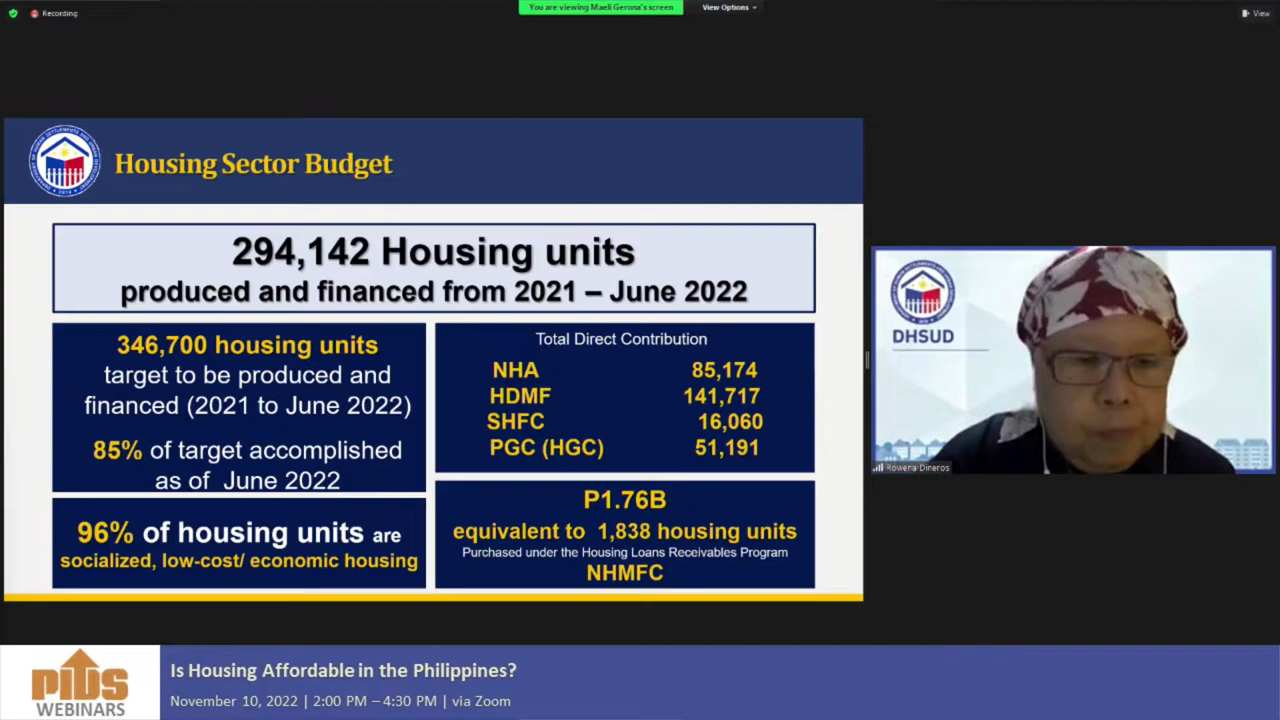 Recording
You are viewing Maeli Gerona's screen
View Options
View
Housing Sector Budget
294,142 Housing units
produced and financed from 2021 – June 2022
346,700 housing units
target to be produced and
financed (2021 to June 2022)
85% of target accomplished
as of June 2022
96% of housing units are
socialized, low-cost/ economic housing
Total Direct Contribution
NHA 85,174
HDMF 141,717
SHFC 16,060
PGC (HGC) 51,191
P1.76B
equivalent to 1,838 housing units
Purchased under the Housing Loans Receivables Program
NHMFC
DHSUD
Rowena Dineros
pids
WEBINARS
Is Housing Affordable in the Philippines?
November 10, 2022 | 2:00 PM – 4:30 PM | via Zoom